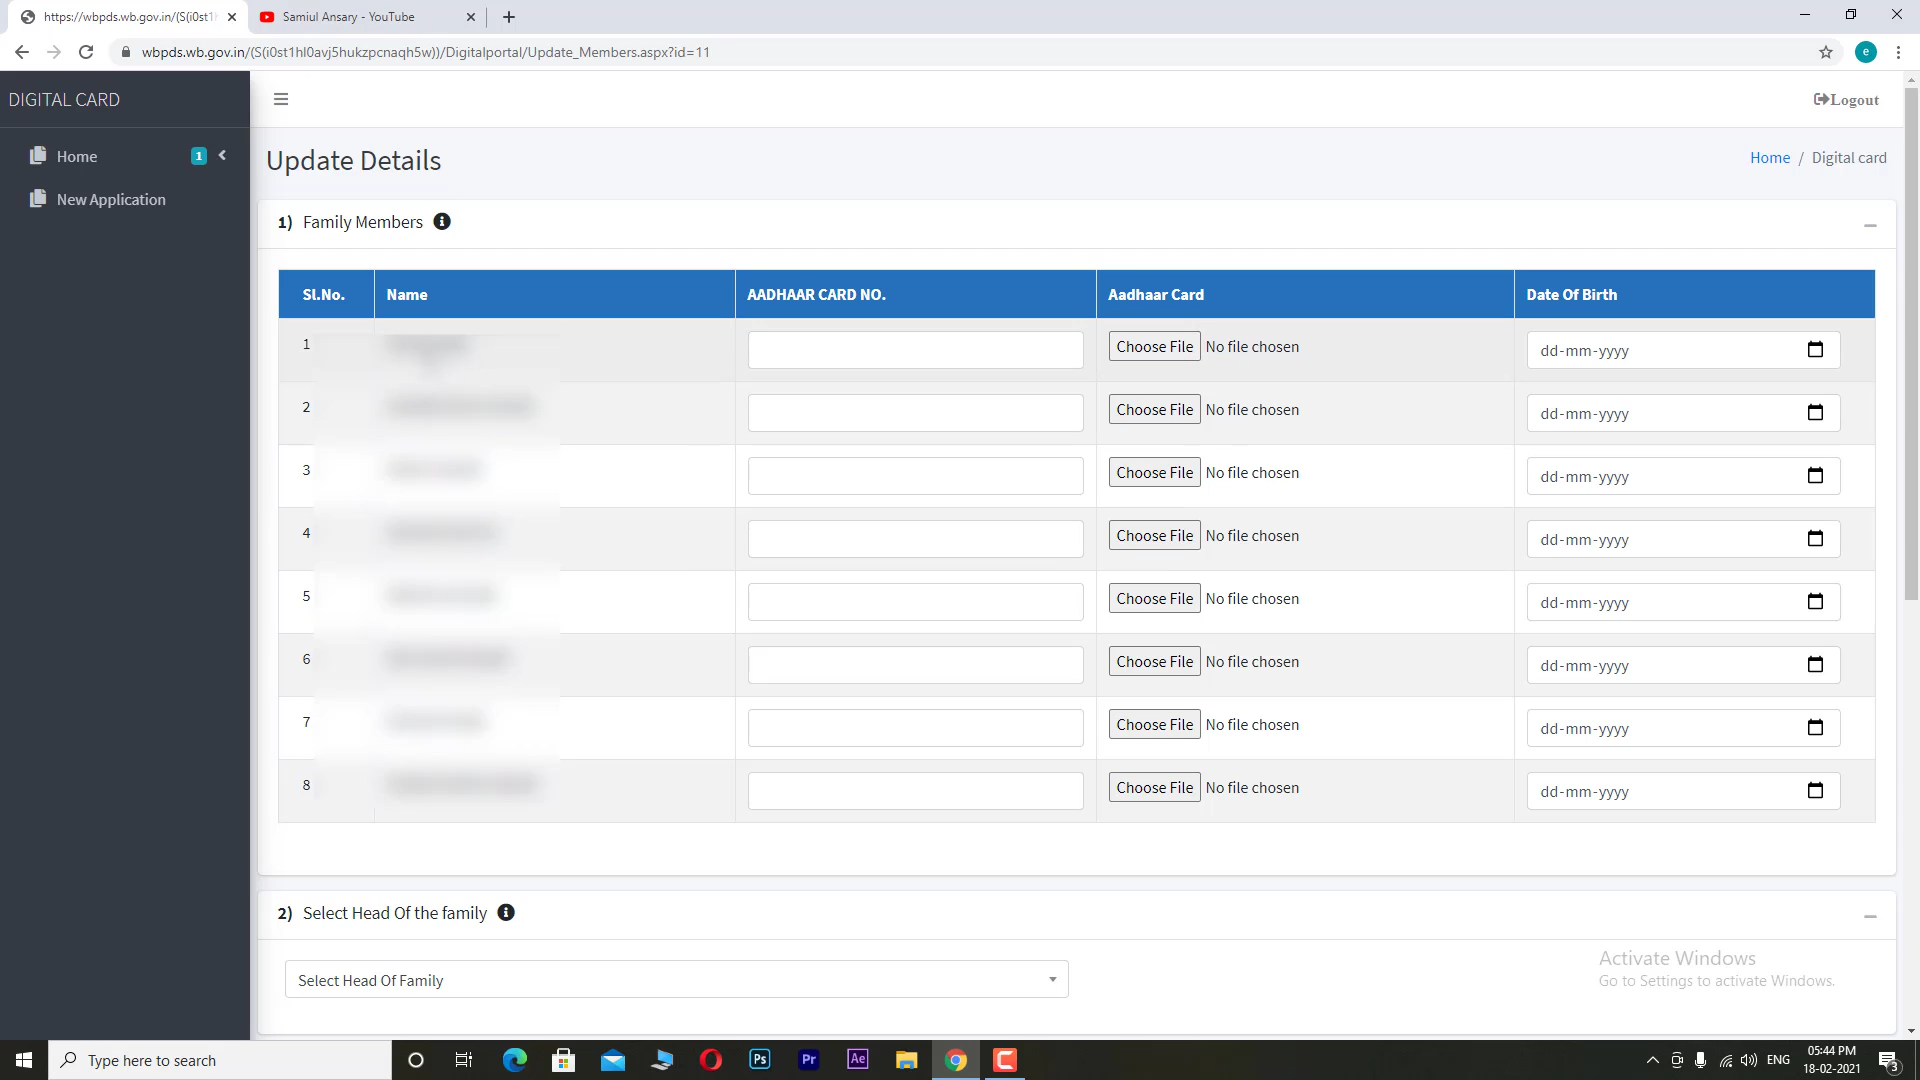 https://wbpds.wb.gov.in/(S(i0st1h
Samiul Ansary - YouTube
wbpds.wb.gov.in/(S(i0st1hl0avj5hukzpcnaqh5w))/Digitalportal/Update_Members.aspx?id=11
e
DIGITAL CARD
Logout
Home 1
New Application
Update Details
Home / Digital card
1) Family Members
Sl.No. Name AADHAAR CARD NO. Aadhaar Card Date Of Birth
1 Choose File No file chosen dd-mm-yyyy
2 Choose File No file chosen dd-mm-yyyy
3 Choose File No file chosen dd-mm-yyyy
4 Choose File No file chosen dd-mm-yyyy
5 Choose File No file chosen dd-mm-yyyy
6 Choose File No file chosen dd-mm-yyyy
7 Choose File No file chosen dd-mm-yyyy
8 Choose File No file chosen dd-mm-yyyy
2) Select Head Of the family
Select Head Of Family
Activate Windows
Go to Settings to activate Windows.
Type here to search
Ps
Pr
Ae
ENG
05:44 PM
18-02-2021
3